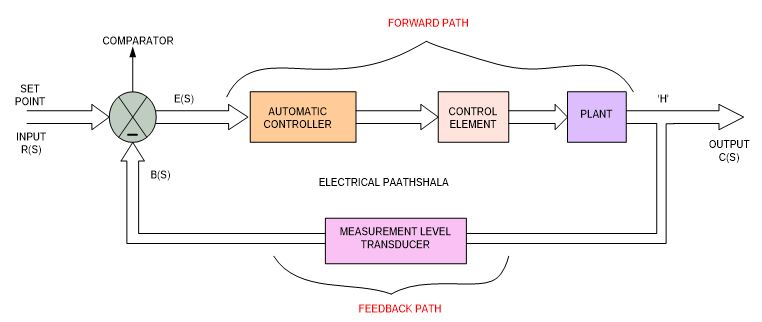 FORWARD PATH
COMPARATOR
SET
POINT
E(S)
'H'
AUTOMATIC
CONTROLLER
CONTROL
ELEMENT
PLANT
INPUT
R(S)
OUTPUT
C(S)
B(S)
ELECTRICAL PAATHSHALA
MEASUREMENT LEVEL
TRANSDUCER
FEEDBACK PATH